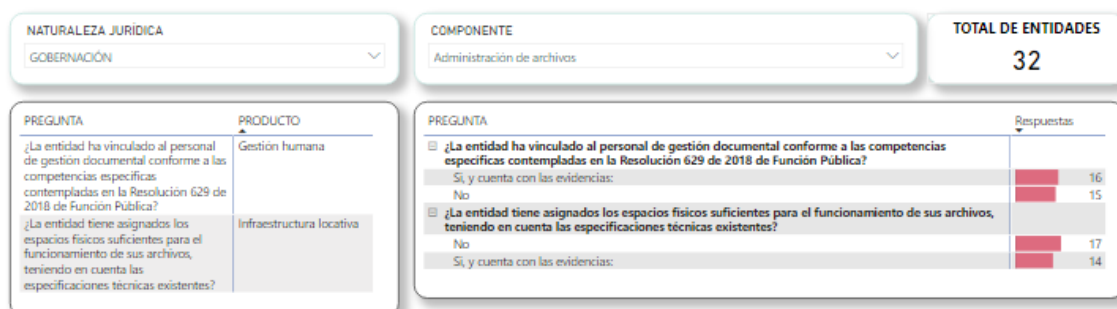 NATURALEZA JURÍDICA
GOBERNACIÓN
COMPONENTE
Administración de archivos
TOTAL DE ENTIDADES
32
PREGUNTA PRODUCTO
¿La entidad ha vinculado al personal Gestión humana
de gestión documental conforme a las
competencias especificas
contempladas en la Resolución 629 de
2018 de Función Pública?
¿La entidad tiene asignados los Infraestructura locativa
espacios físicos suficientes para el
funcionamiento de sus archivos,
teniendo en cuenta las
especificaciones técnicas existentes?
PREGUNTA Respuestas
¿La entidad ha vinculado al personal de gestión documental conforme a las competencias
especificas contempladas en la Resolución 629 de 2018 de Función Pública?
Si, y cuenta con las evidencias: 16
No 15
¿La entidad tiene asignados los espacios físicos suficientes para el funcionamiento de sus archivos,
teniendo en cuenta las especificaciones técnicas existentes?
No 17
Si, y cuenta con las evidencias: 14